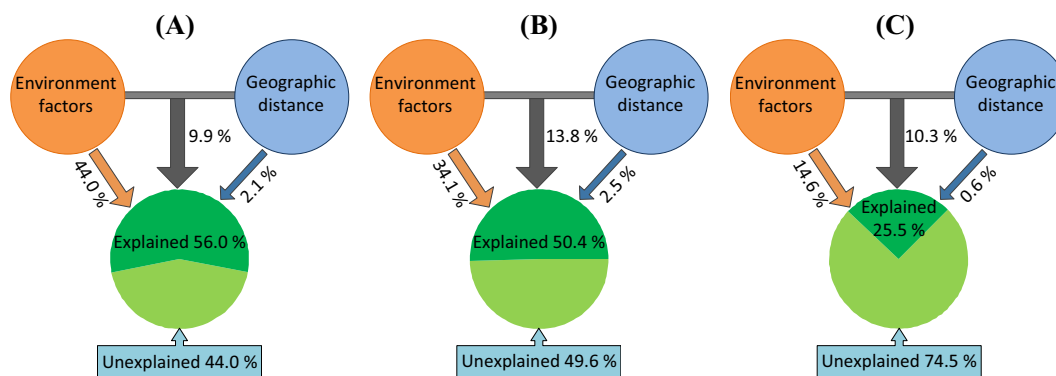 (A)
Environment
factors
Geographic
distance
9.9 %
44.0 %
2.1 %
Explained 56.0 %
Unexplained 44.0 %
(B)
Environment
factors
Geographic
distance
13.8 %
34.1 %
2.5 %
Explained 50.4 %
Unexplained 49.6 %
(C)
Environment
factors
Geographic
distance
10.3 %
14.6 %
0.6 %
Explained
25.5 %
Unexplained 74.5 %